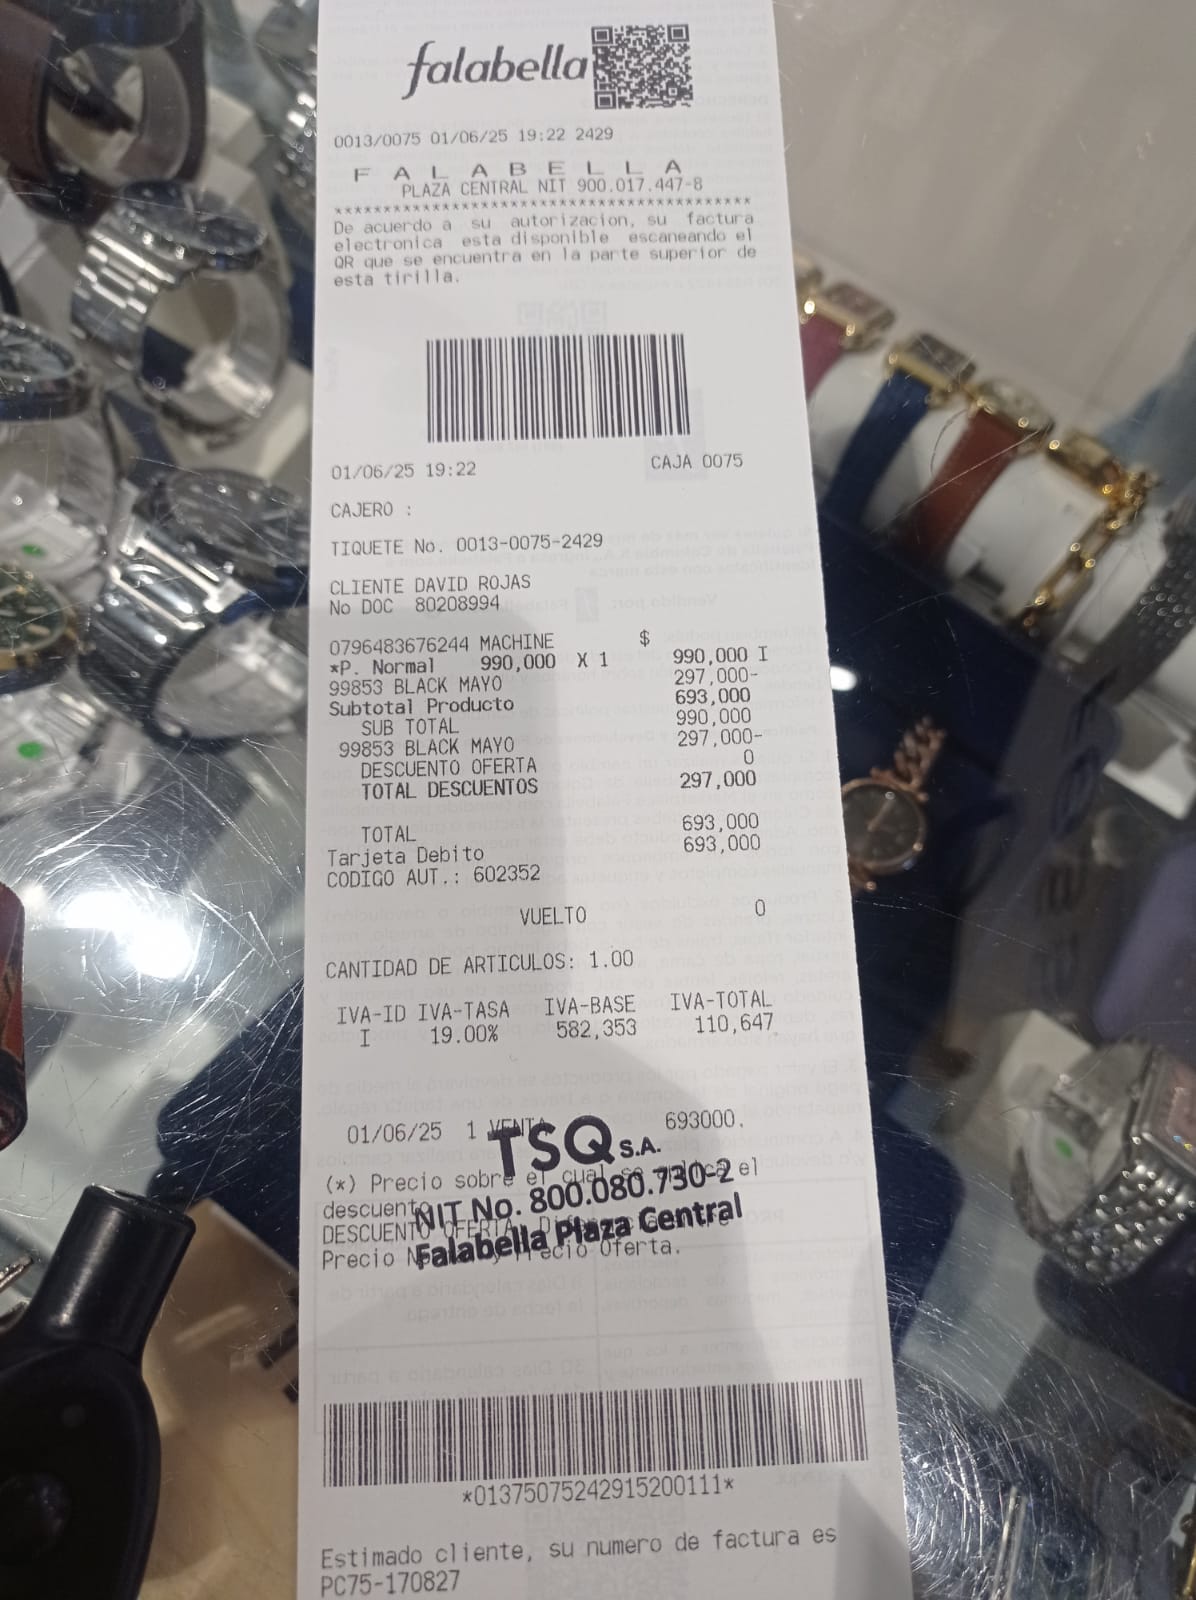 falabella
0013/0075 01/06/25 19:22 2429
F A L A B E L L A
PLAZA CENTRAL NIT 900.017.447-8
*******************************************
De acuerdo a su autorizacion, su factura
electronica esta disponible escaneando el
QR que se encuentra en la parte superior de
esta tirilla.
01/06/25 19:22 CAJA 0075
CAJERO :
TIQUETE No. 0013-0075-2429
CLIENTE DAVID ROJAS
No DOC 80208994
0796483676244 MACHINE $
*P. Normal 990,000 X 1 990,000 I
99853 BLACK MAYO 297,000-
Subtotal Producto 693,000
SUB TOTAL 990,000
99853 BLACK MAYO 297,000-
DESCUENTO OFERTA 0
TOTAL DESCUENTOS 297,000
TOTAL 693,000
Tarjeta Debito 693,000
CODIGO AUT.: 602352
VUELTO 0
CANTIDAD DE ARTICULOS: 1.00
IVA-ID IVA-TASA IVA-BASE IVA-TOTAL
I 19.00% 582,353 110,647
01/06/25 1 VENTA 693000.
TSQ S.A.
(*) Precio sobre el cual se el
NIT No. 800.080.730-2
descuento
DESCUENTO OFERTA:
Falabella Plaza Central
Precio y Precio Oferta.
*01375075242915200111*
Estimado cliente, su numero de factura es
PC75-170827